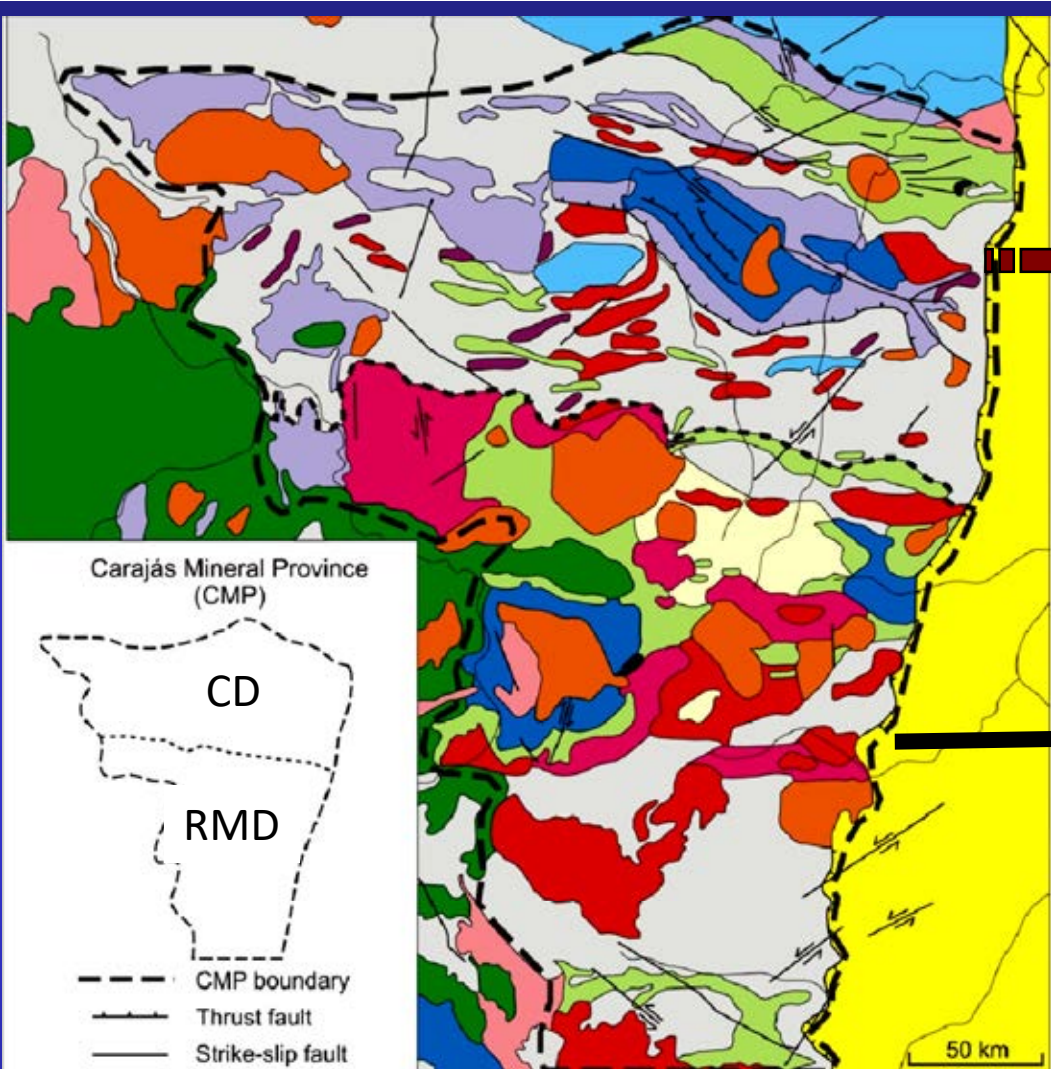 Carajás Mineral Province
(CMP)
CD
RMD
CMP boundary
Thrust fault
Strike-slip fault
50 km